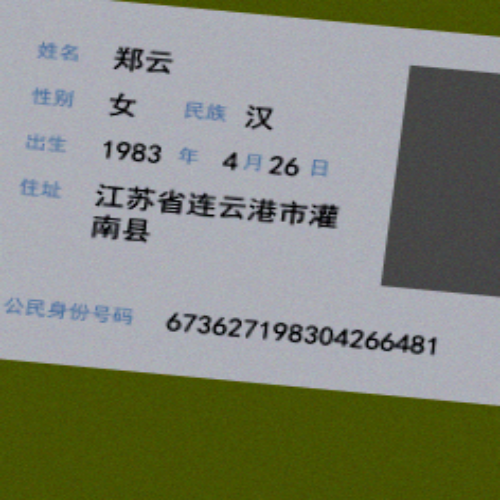 姓名 郑云
性别 女 民族 汉
出生 1983 年 4 月 26 日
住址 江苏省连云港市灌
南县
公民身份号码 673627198304266481